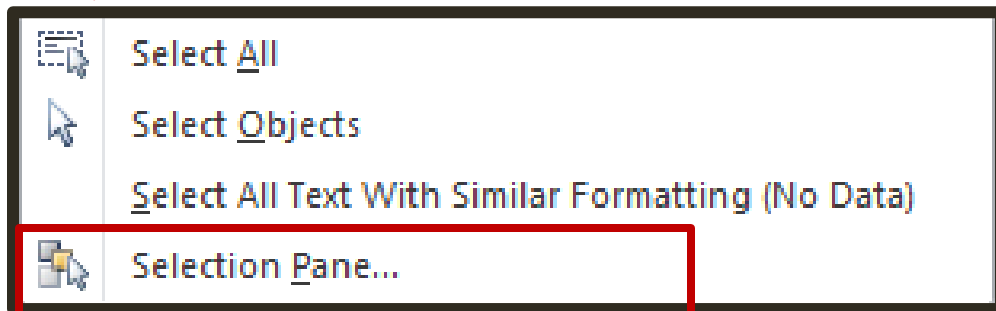 Select All
Select Objects
Select All Text With Similar Formatting (No Data)
Selection Pane...